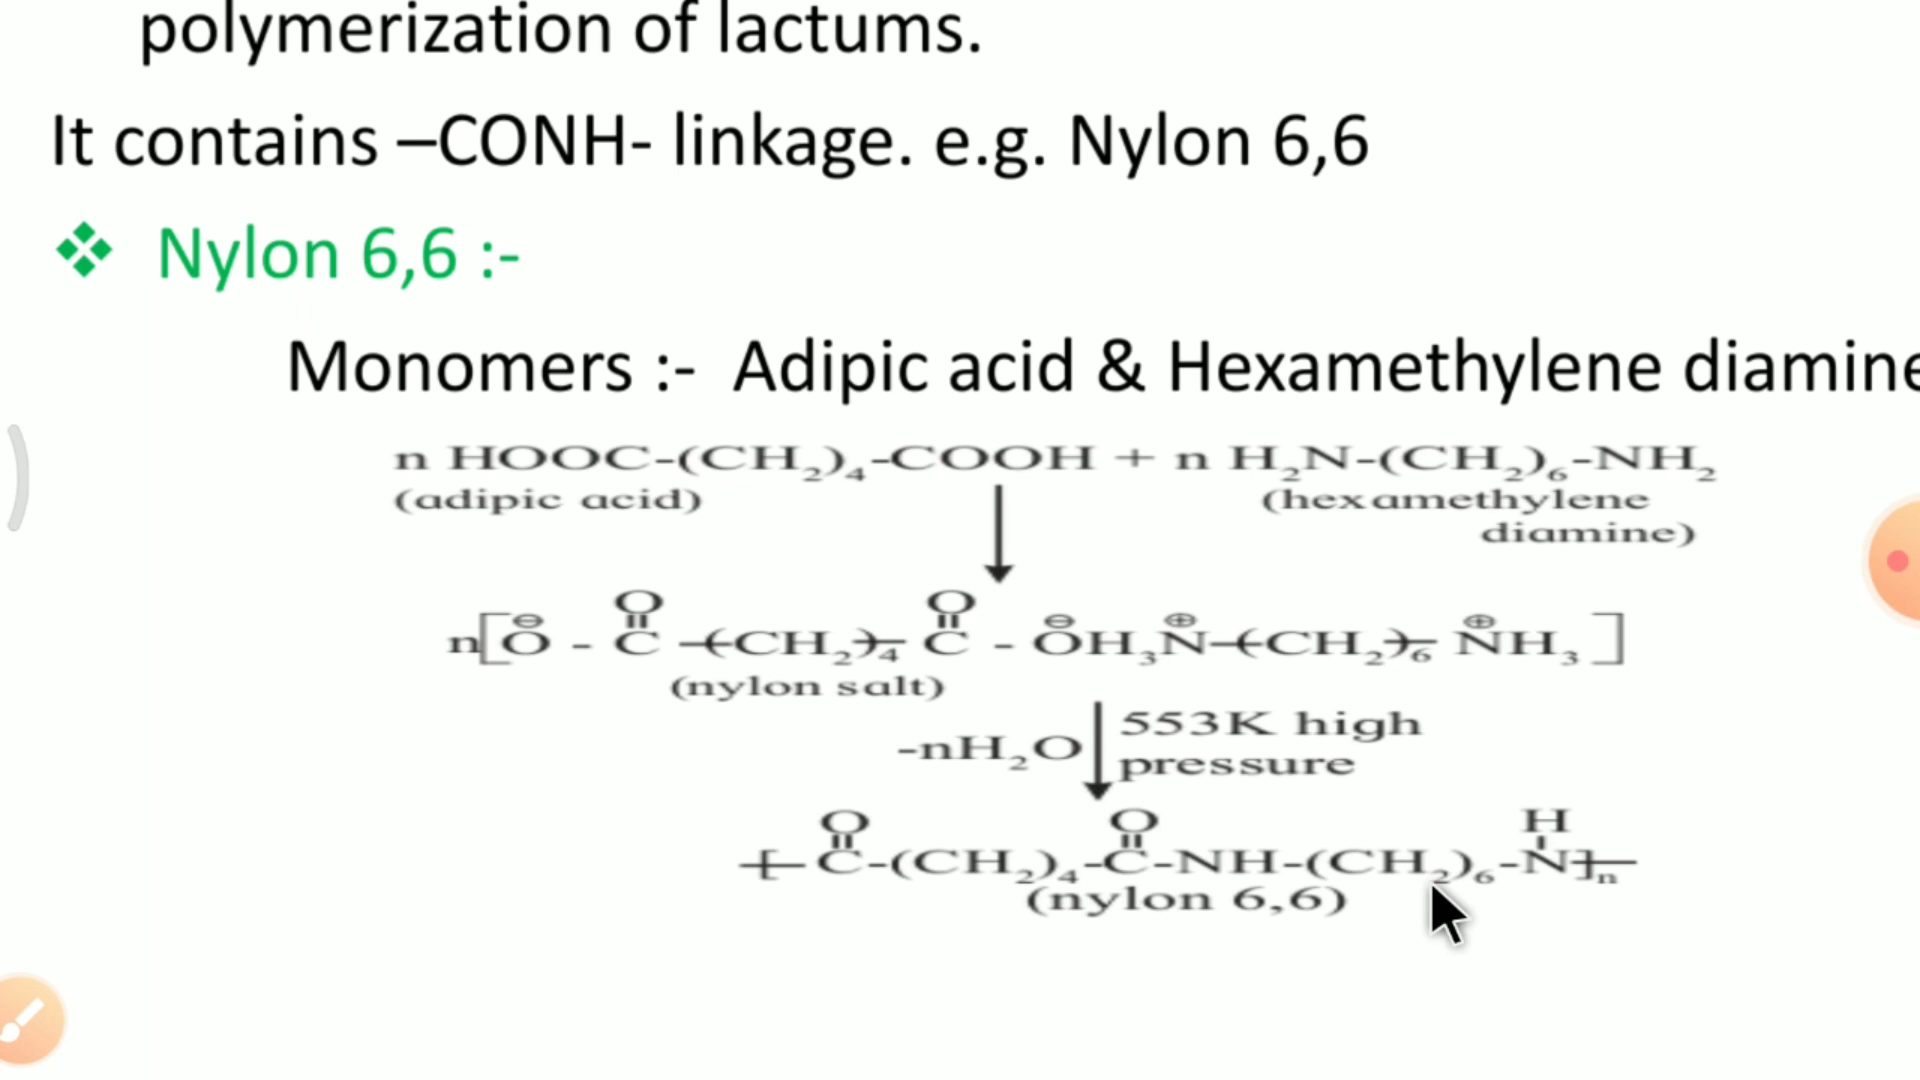 polymerization of lactums.
It contains –CONH- linkage. e.g. Nylon 6,6
❖ Nylon 6,6 :-
Monomers :- Adipic acid & Hexamethylene diamine
n HOOC-(CH₂)₄-COOH + n H₂N-(CH₂)₆-NH₂
(adipic acid) (hexamethylene
diamine)
O O
n[O⊖ - C -(CH₂)₄- C - O⊖H₃N⊕-(CH₂)₆- N⊕H₃]
(nylon salt)
-nH₂O 553K high
pressure
O O H
-[C-(CH₂)₄-C-NH-(CH₂)₆-N]ₙ-
(nylon 6,6)